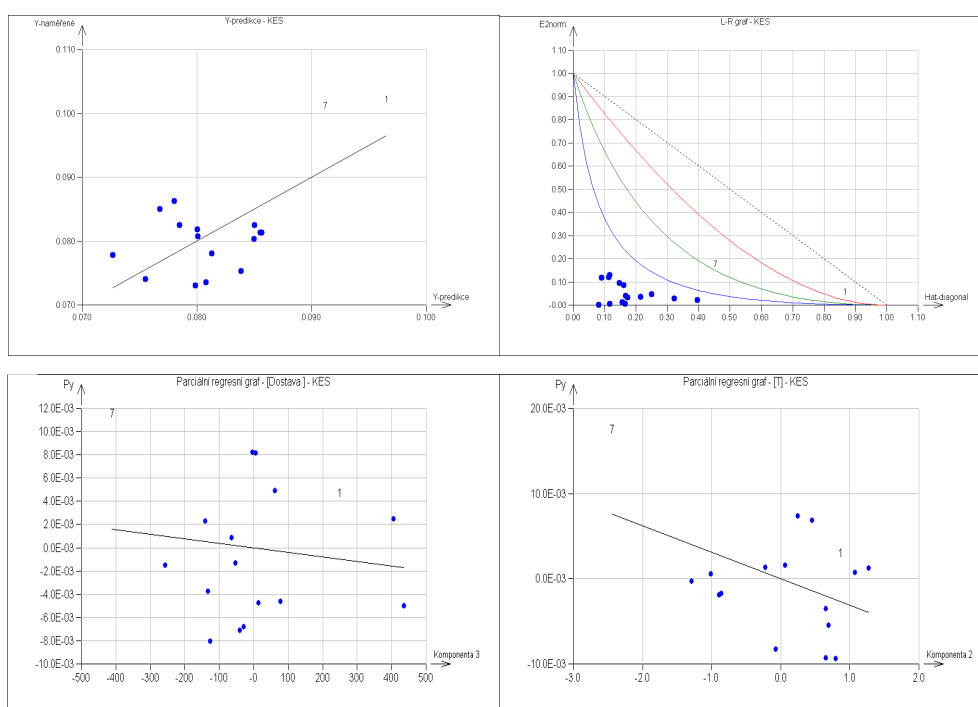 Y-predikce - KES
Y-naměřené
0.110
0.100
0.090
0.080
0.070
0.070
0.080
0.090
0.100
Y-predikce
7
1
L-R graf - KES
E2norm
1.10
1.00
0.90
0.80
0.70
0.60
0.50
0.40
0.30
0.20
0.10
-0.00
0.00
0.10
0.20
0.30
0.40
0.50
0.60
0.70
0.80
0.90
1.00
1.10
Hat-diagonal
7
1
Parciální regresní graf - [Dostava ] - KES
Py
12.0E-03
10.0E-03
8.0E-03
6.0E-03
4.0E-03
2.0E-03
0.0E-03
-2.0E-03
-4.0E-03
-6.0E-03
-8.0E-03
-10.0E-03
-500
-400
-300
-200
-100
-0
100
200
300
400
500
Komponenta 3
7
1
Parciální regresní graf - [T] - KES
Py
20.0E-03
10.0E-03
0.0E-03
-10.0E-03
-3.0
-2.0
-1.0
0.0
1.0
2.0
Komponenta 2
7
1